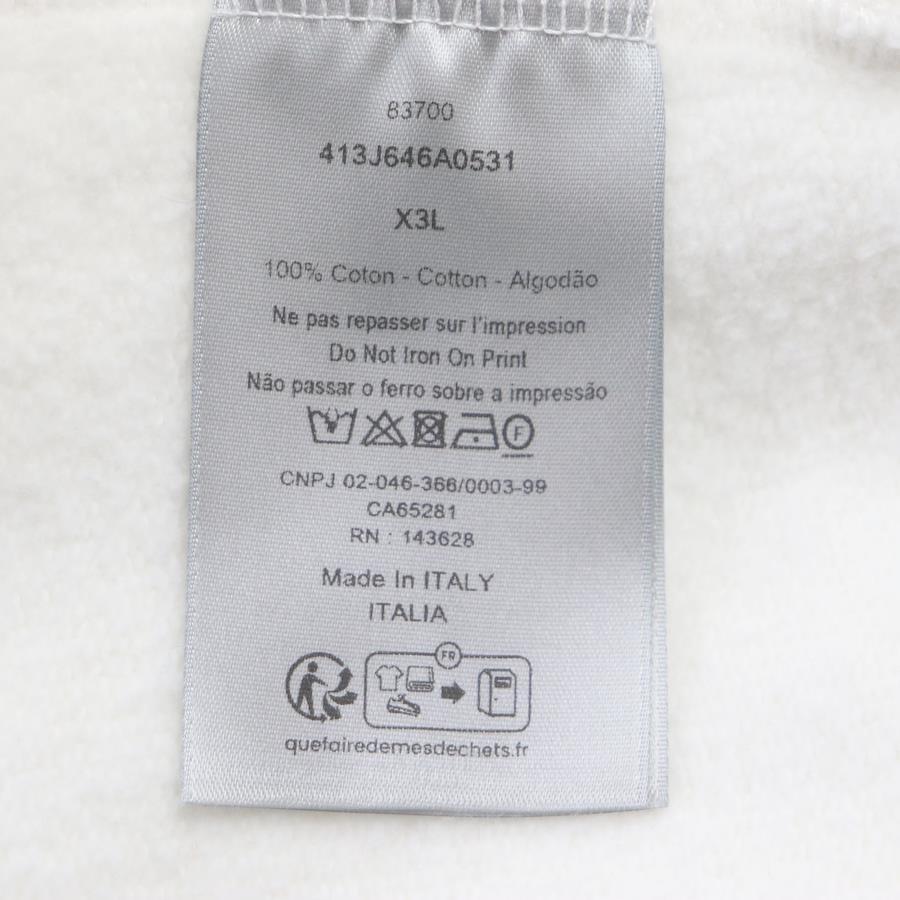 83700
413J646A0531
X3L
100% Coton - Cotton - Algodão
Ne pas repasser sur l'impression
Do Not Iron On Print
Não passar o ferro sobre a impressão
F
CNPJ 02-046-366/0003-99
CA65281
RN : 143628
Made In ITALY
ITALIA
FR
quefairedemesdechets.fr